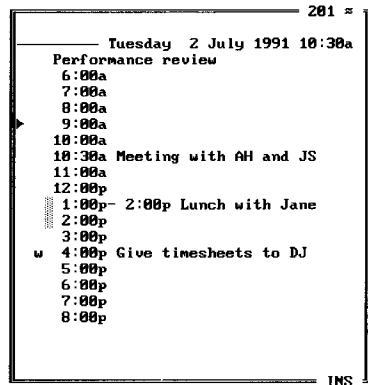 201 ≈
Tuesday 2 July 1991 10:30a
Performance review
6:00a
7:00a
8:00a
9:00a
10:00a
10:30a Meeting with AH and JS
11:00a
12:00p
1:00p- 2:00p Lunch with Jane
2:00p
3:00p
w 4:00p Give timesheets to DJ
5:00p
6:00p
7:00p
8:00p
INS